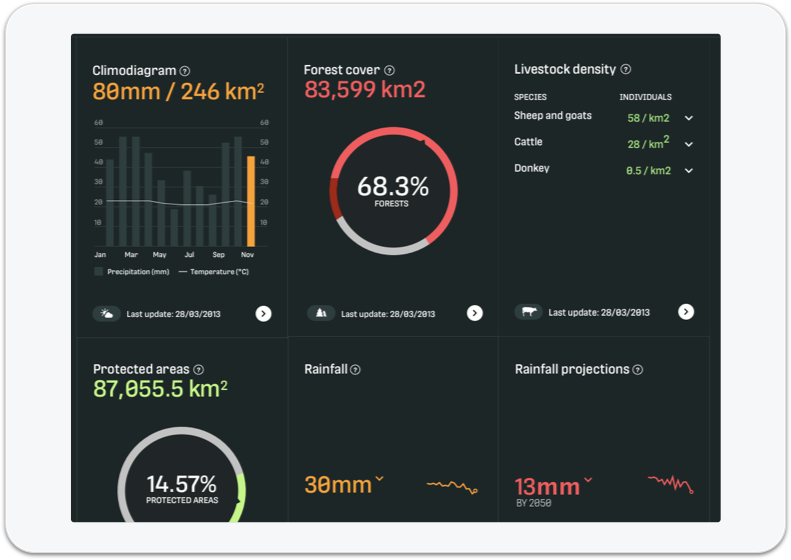 Climodiagram ?
80mm / 246 km2
60 60
50 50
40 40
30 30
20 20
10 10
Jan Mar May Jul Sep Nov
Precipitation (mm) Temperature (°C)
Last update: 28/03/2013
Forest cover ?
83,599 km2
68.3%
FORESTS
Last update: 28/03/2013
Livestock density ?
SPECIES INDIVIDUALS
Sheep and goats 58 / km2
Cattle 28 / km2
Donkey 0.5 / km2
Last update: 28/03/2013
Protected areas ?
87,055.5 km2
14.57%
PROTECTED AREAS
Rainfall ?
30mm
Rainfall projections ?
13mm
BY 2050